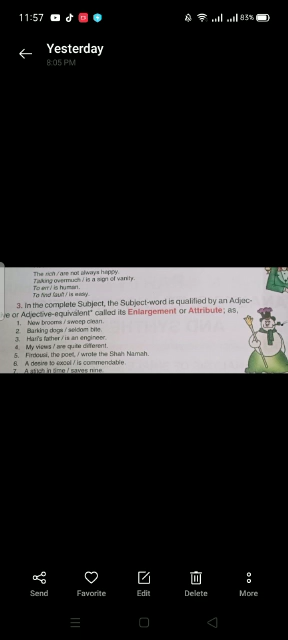 11:57
83%
Yesterday
8:05 PM
The rich / are not always happy.
Talking overmuch / is a sign of vanity.
To err / is human.
To find fault / is easy.
3. In the complete Subject, the Subject-word is qualified by an Adjec-
ve or Adjective-equivalent* called its Enlargement or Attribute; as,
1. New brooms / sweep clean.
2. Barking dogs / seldom bite.
3. Hari's father / is an engineer.
4. My views / are quite different.
5. Firdousi, the poet, / wrote the Shah Namah.
6. A desire to excel / is commendable.
7. A stitch in time / saves nine.
Send Favorite Edit Delete More